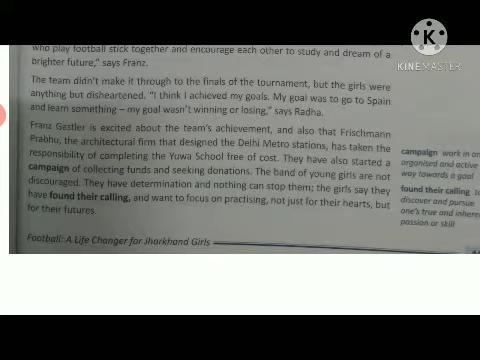 who play football stick together and encourage each other to study and dream of a
brighter future," says Franz.
The team didn't make it through to the finals of the tournament, but the girls were
anything but disheartened. "I think I achieved my goals. My goal was to go to Spain
and learn something – my goal wasn't winning or losing," says Radha.
Franz Gestler is excited about the team's achievement, and also that Frischmann
Prabhu, the architectural firm that designed the Delhi Metro stations, has taken the
responsibility of completing the Yuwa School free of cost. They have also started a
campaign of collecting funds and seeking donations. The band of young girls are not
discouraged. They have determination and nothing can stop them; the girls say they
have found their calling, and want to focus on practising, not just for their hearts, but
for their futures.
Football: A Life Changer for Jharkhand Girls
campaign work in an
organised and active
way towards a goal
found their calling to
discover and pursue
one's true and inheren
passion or skill
K
KINEMASTER